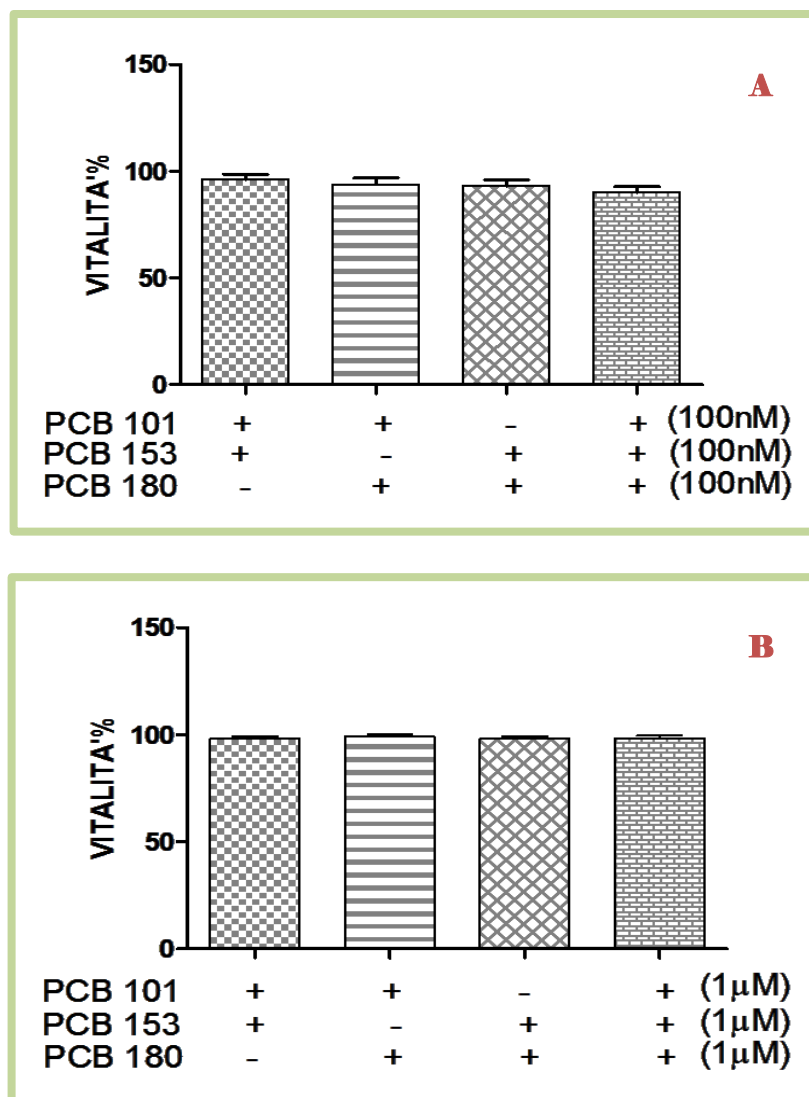 A
150
100
50
0
VITALITA'%
PCB 101 + + - + (100nM)
PCB 153 + - + + (100nM)
PCB 180 - + + + (100nM)
B
150
100
50
0
VITALITA'%
PCB 101 + + - + (1µM)
PCB 153 + - + + (1µM)
PCB 180 - + + + (1µM)